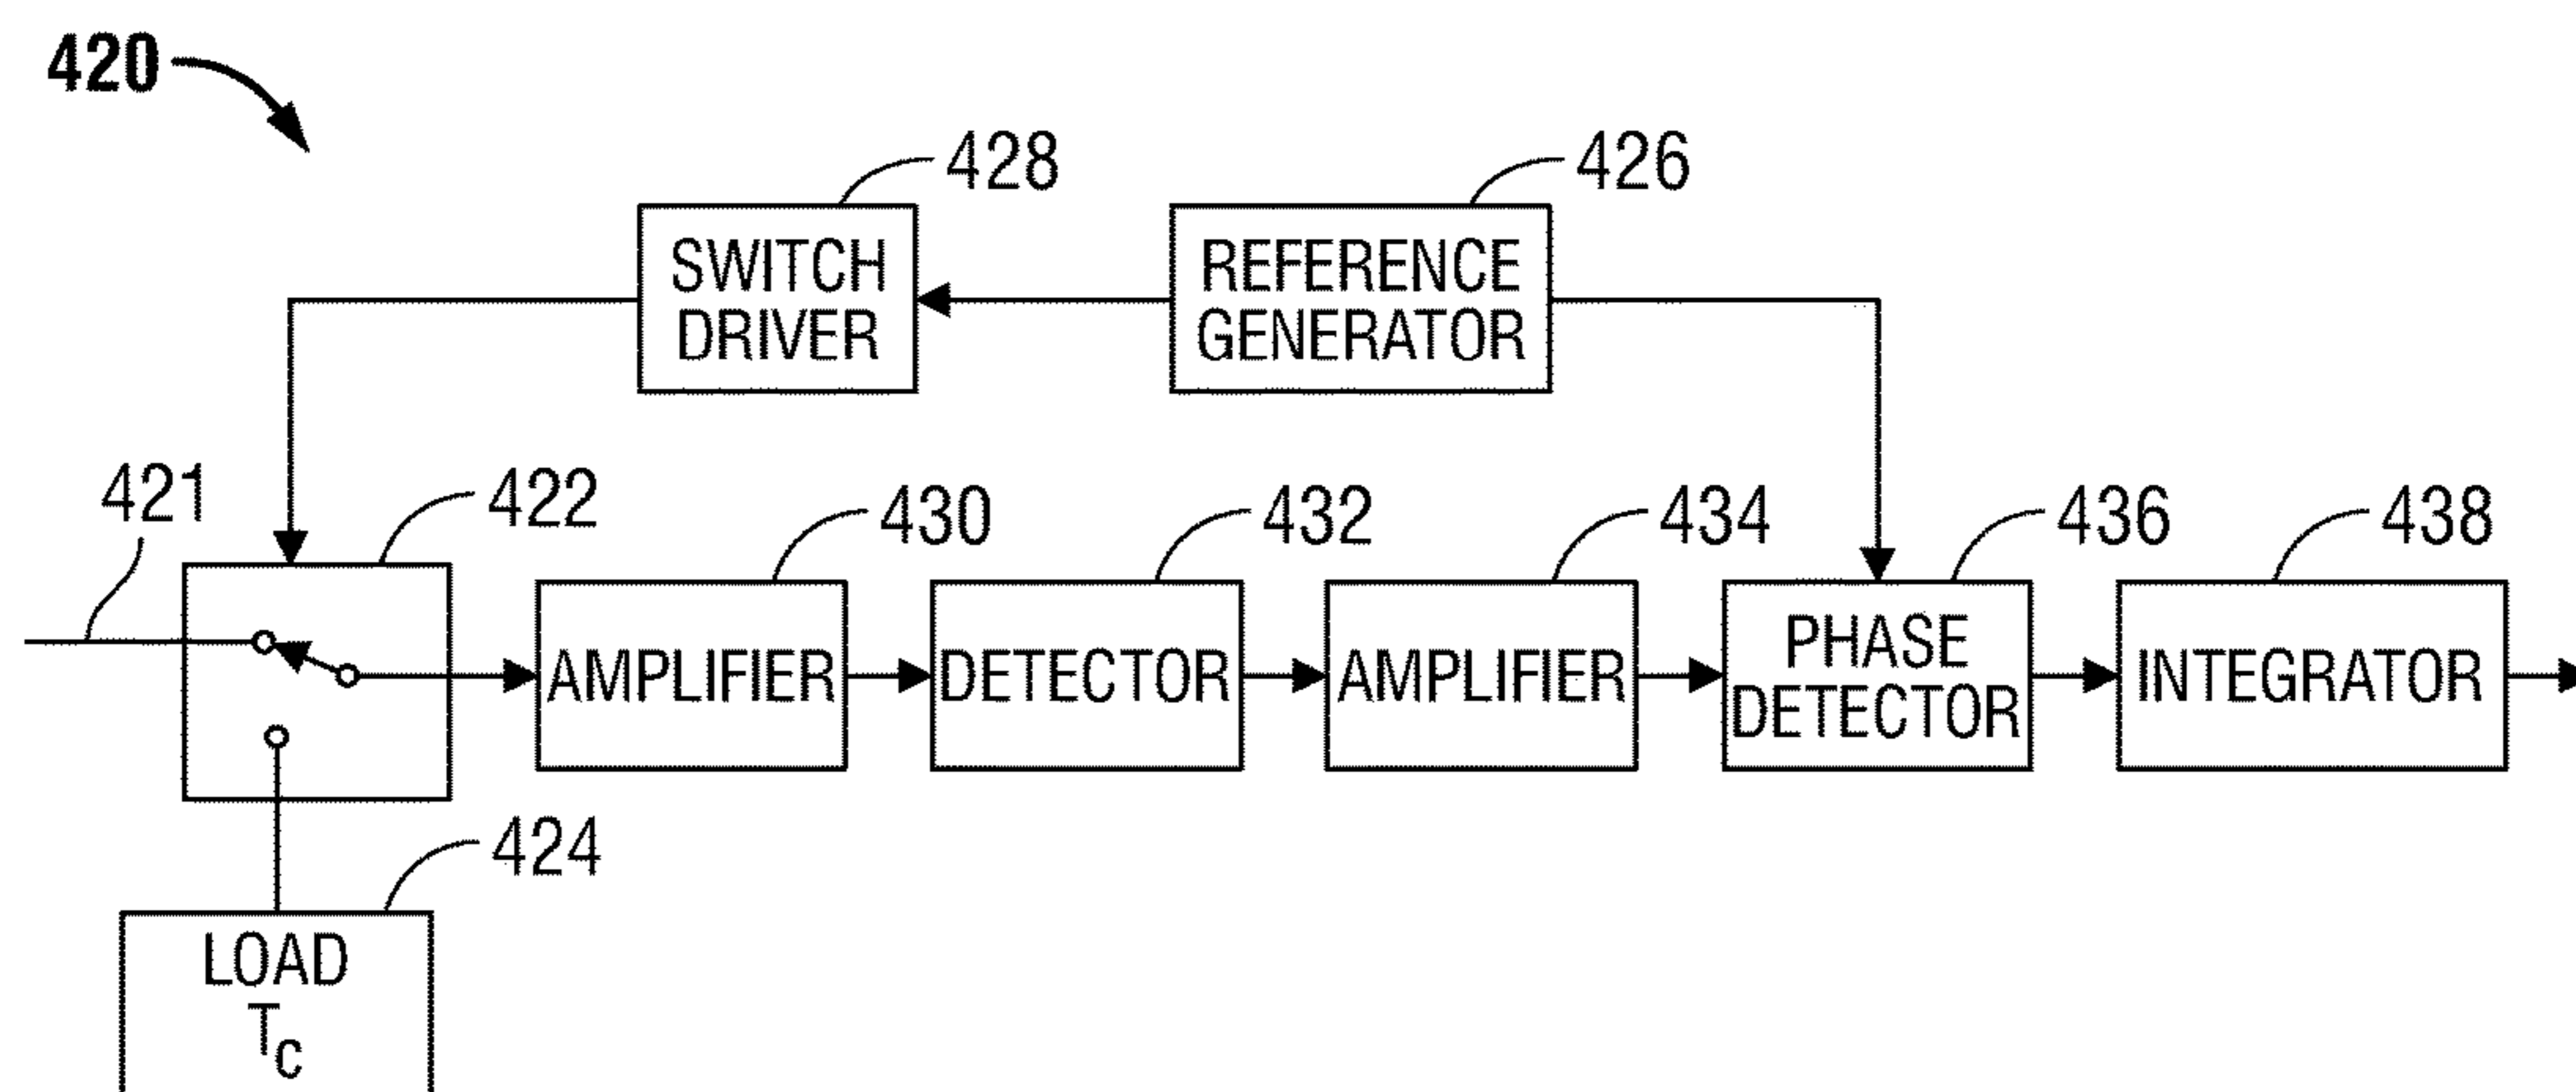 420
428
426
SWITCH
DRIVER
REFERENCE
GENERATOR
421
422
430
432
434
436
438
AMPLIFIER
DETECTOR
AMPLIFIER
PHASE
DETECTOR
INTEGRATOR
424
LOAD
TC